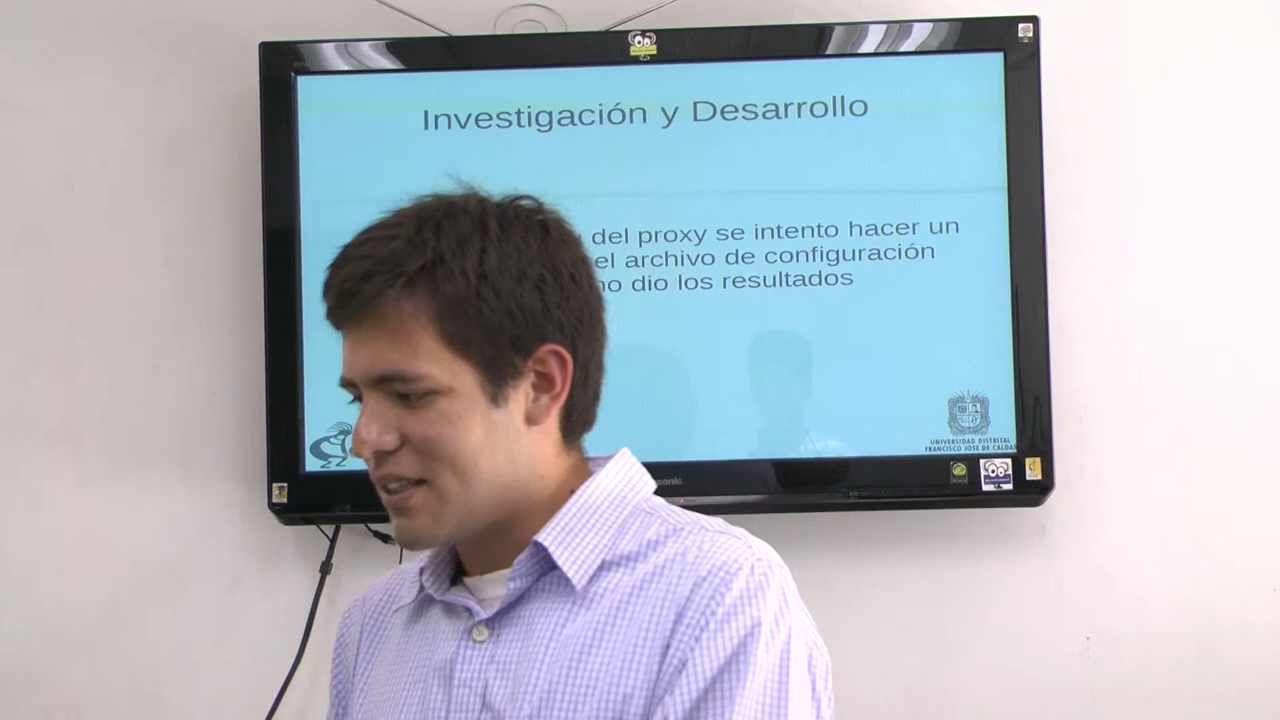 Investigación y Desarrollo
del proxy se intento hacer un
el archivo de configuración
no dio los resultados
UNIVERSIDAD DISTRITAL
FRANCISCO JOSE DE CALDAS
sonic